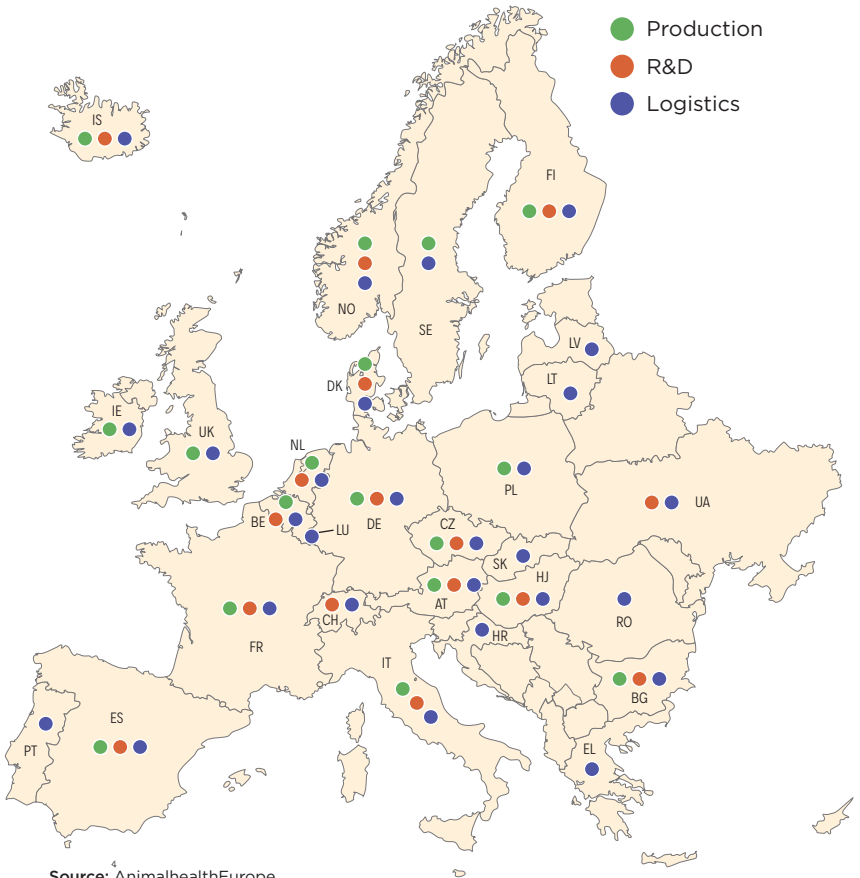 Production
R&D
Logistics
IS
FI
NO
SE
LV
LT
DK
IE
UK
NL
PL
UA
BE
DE
CZ
LU
SK
HJ
AT
CH
RO
HR
FR
IT
BG
ES
PT
EL
4
Source: AnimalhealthEurope